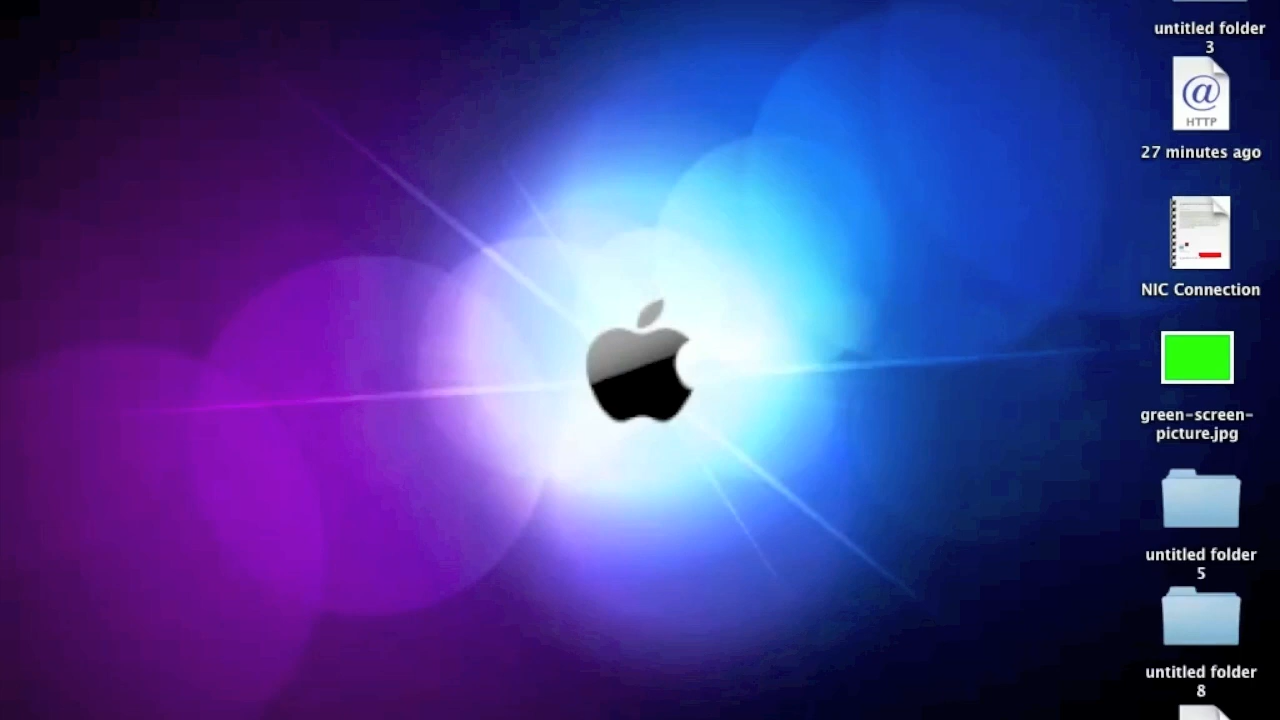 untitled folder
3
@
HTTP
27 minutes ago
NIC Connection
green-screen-
picture.jpg
untitled folder
5
untitled folder
8